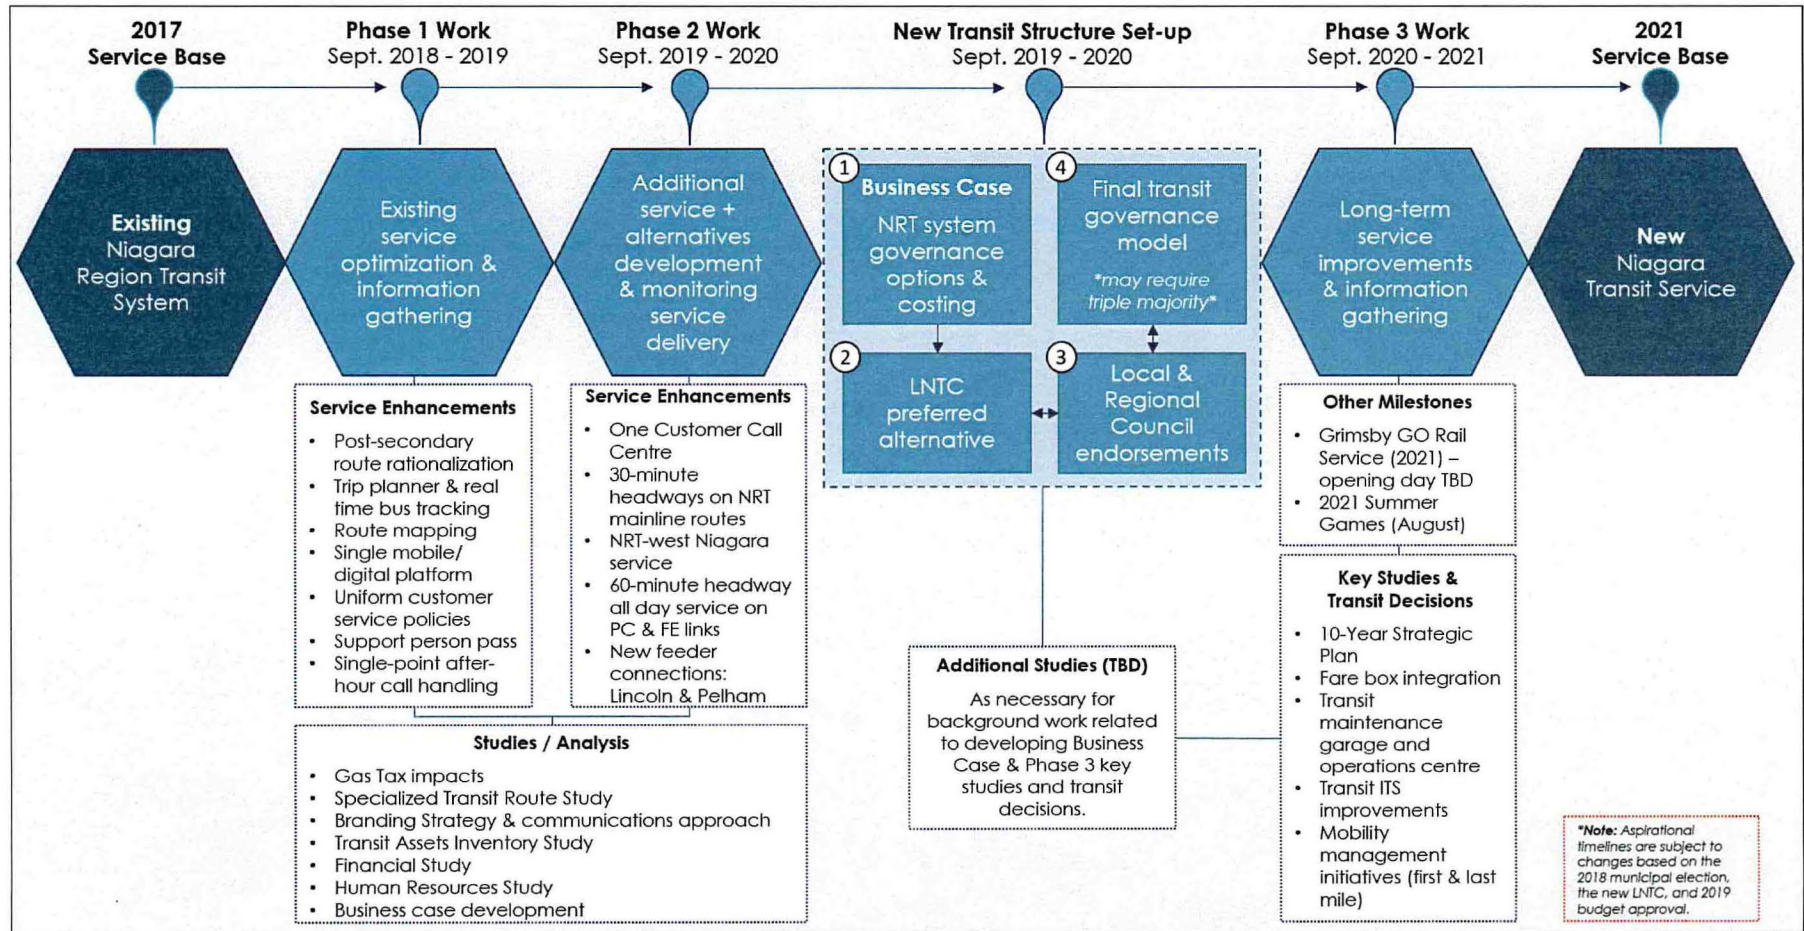 2017
Service Base
Phase 1 Work
Sept. 2018 - 2019
Phase 2 Work
Sept. 2019 - 2020
New Transit Structure Set-up
Sept. 2019 - 2020
Phase 3 Work
Sept. 2020 - 2021
2021
Service Base
Existing
Niagara
Region Transit
System
Existing
service
optimization &
information
gathering
Additional
service +
alternatives
development
& monitoring
service
delivery
1
Business Case
NRT system
governance
options &
costing
4
Final transit
governance
model
*may require
triple majority*
2
LNTC
preferred
alternative
3
Local &
Regional
Council
endorsements
Long-term
service
improvements
& information
gathering
New
Niagara
Transit Service
Service Enhancements
• Post-secondary
route rationalization
• Trip planner & real
time bus tracking
• Route mapping
• Single mobile/
digital platform
• Uniform customer
service policies
• Support person pass
• Single-point after-
hour call handling
Service Enhancements
• One Customer Call
Centre
• 30-minute
headways on NRT
mainline routes
• NRT-west Niagara
service
• 60-minute headway
all day service on
PC & FE links
• New feeder
connections:
Lincoln & Pelham
Studies / Analysis
• Gas Tax impacts
• Specialized Transit Route Study
• Branding Strategy & communications approach
• Transit Assets Inventory Study
• Financial Study
• Human Resources Study
• Business case development
Additional Studies (TBD)
As necessary for
background work related
to developing Business
Case & Phase 3 key
studies and transit
decisions.
Other Milestones
• Grimsby GO Rail
Service (2021) –
opening day TBD
• 2021 Summer
Games (August)
Key Studies &
Transit Decisions
• 10-Year Strategic
Plan
• Fare box integration
• Transit
maintenance
garage and
operations centre
• Transit ITS
improvements
• Mobility
management
initiatives (first & last
mile)
*Note: Aspirational
timelines are subject to
changes based on the
2018 municipal election,
the new LNTC, and 2019
budget approval.